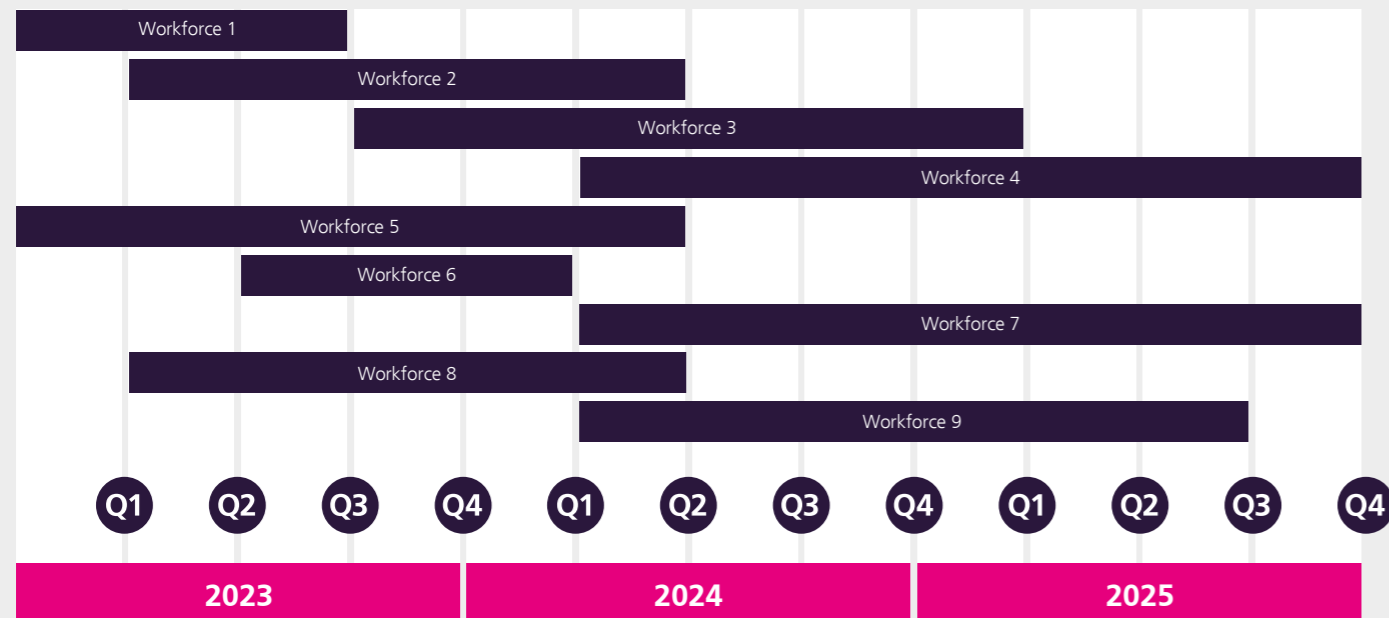 Workforce 1
Workforce 2
Workforce 3
Workforce 4
Workforce 5
Workforce 6
Workforce 7
Workforce 8
Workforce 9
Q1 Q2 Q3 Q4 Q1 Q2 Q3 Q4 Q1 Q2 Q3 Q4
2023 2024 2025